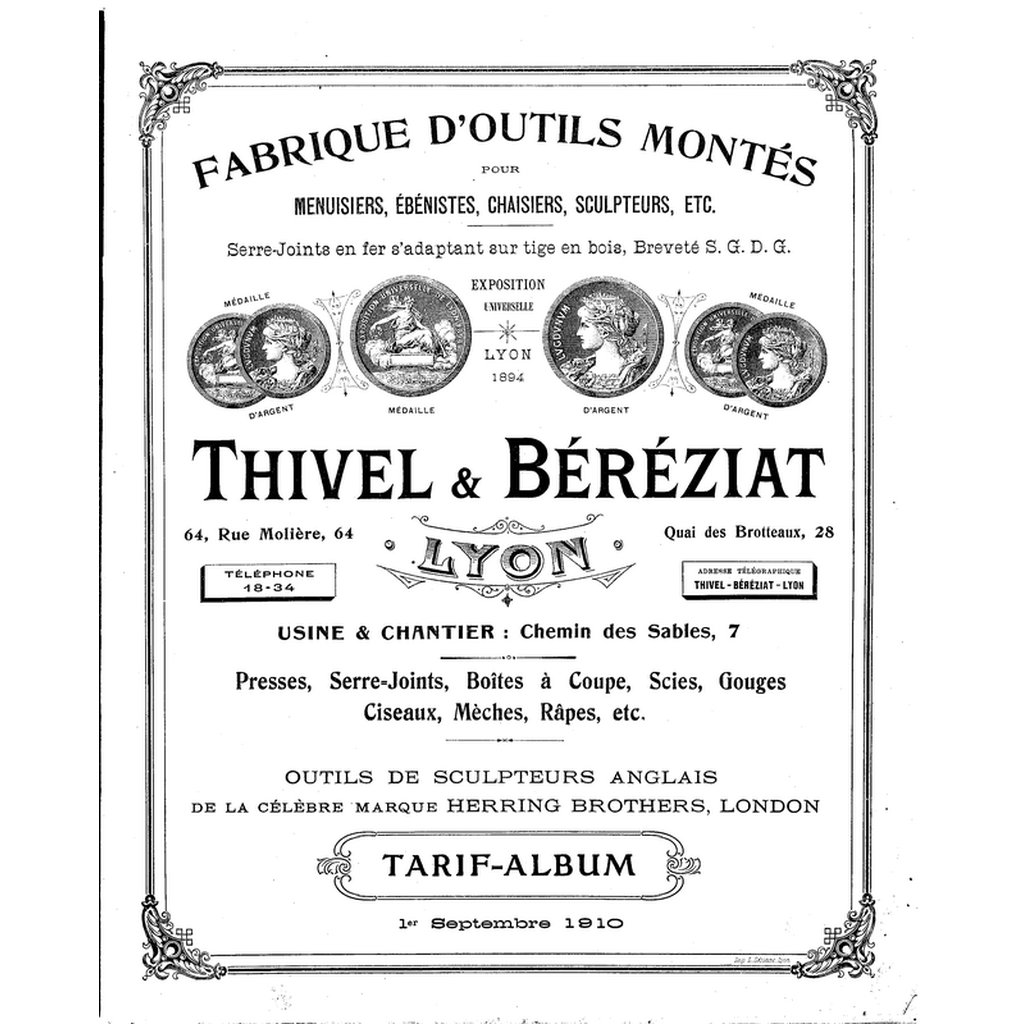 FABRIQUE D'OUTILS MONTÉS
POUR
MENUISIERS, ÉBÉNISTES, CHAISIERS, SCULPTEURS, ETC.
Serre-Joints en fer s'adaptant sur tige en bois, Breveté S. G. D. G.
MÉDAILLE
D'ARGENT
MÉDAILLE
EXPOSITION
UNIVERSELLE
LYON
1894
D'ARGENT
MÉDAILLE
D'ARGENT
THIVEL & BÉRÉZIAT
64, Rue Molière, 64
LYON
Quai des Brotteaux, 28
TÉLÉPHONE
18-34
ADRESSE TÉLÉGRAPHIQUE
THIVEL-BÉRÉZIAT-LYON
USINE & CHANTIER : Chemin des Sables, 7
Presses, Serre-Joints, Boîtes à Coupe, Scies, Gouges
Ciseaux, Mèches, Râpes, etc.
OUTILS DE SCULPTEURS ANGLAIS
DE LA CÉLÈBRE MARQUE HERRING BROTHERS, LONDON
TARIF-ALBUM
1er Septembre 1910